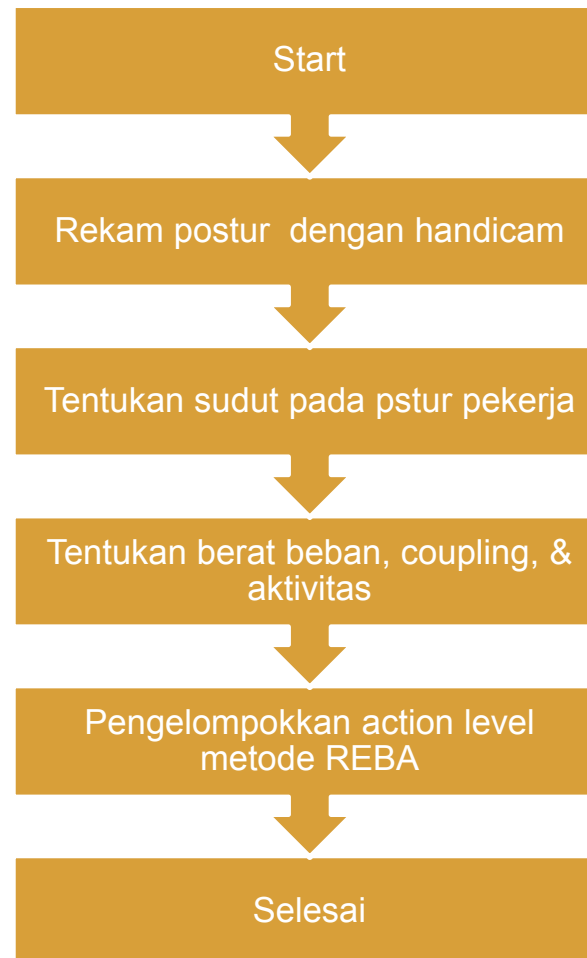 Start
Rekam postur  dengan handicam
Tentukan sudut pada pstur pekerja
Tentukan berat beban, coupling, &
aktivitas
Pengelompokkan action level
metode REBA
Selesai